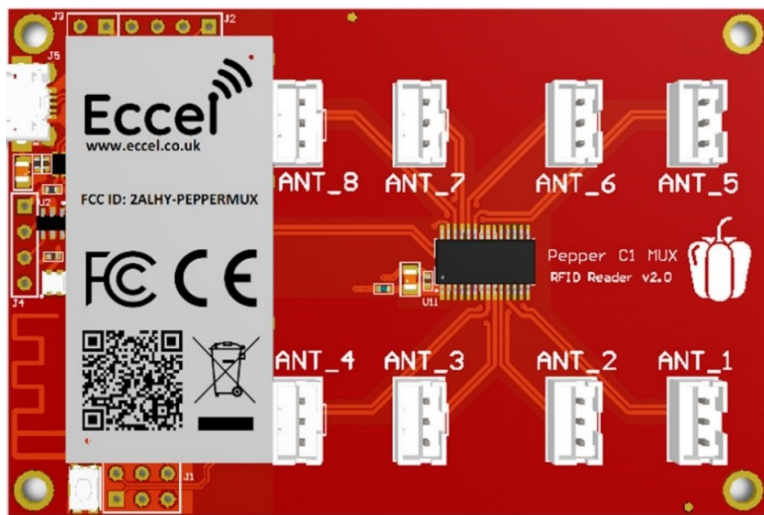 J3
J2
J5
Eccel
www.eccel.co.uk
ANT_8
ANT_7
ANT_6
ANT_5
FCC ID: 2ALHY-PEPPERMUX
U2
Pepper C1 MUX
RFID Reader v2.0
FC CE
U11
J4
ANT_4
ANT_3
ANT_2
ANT_1
J1